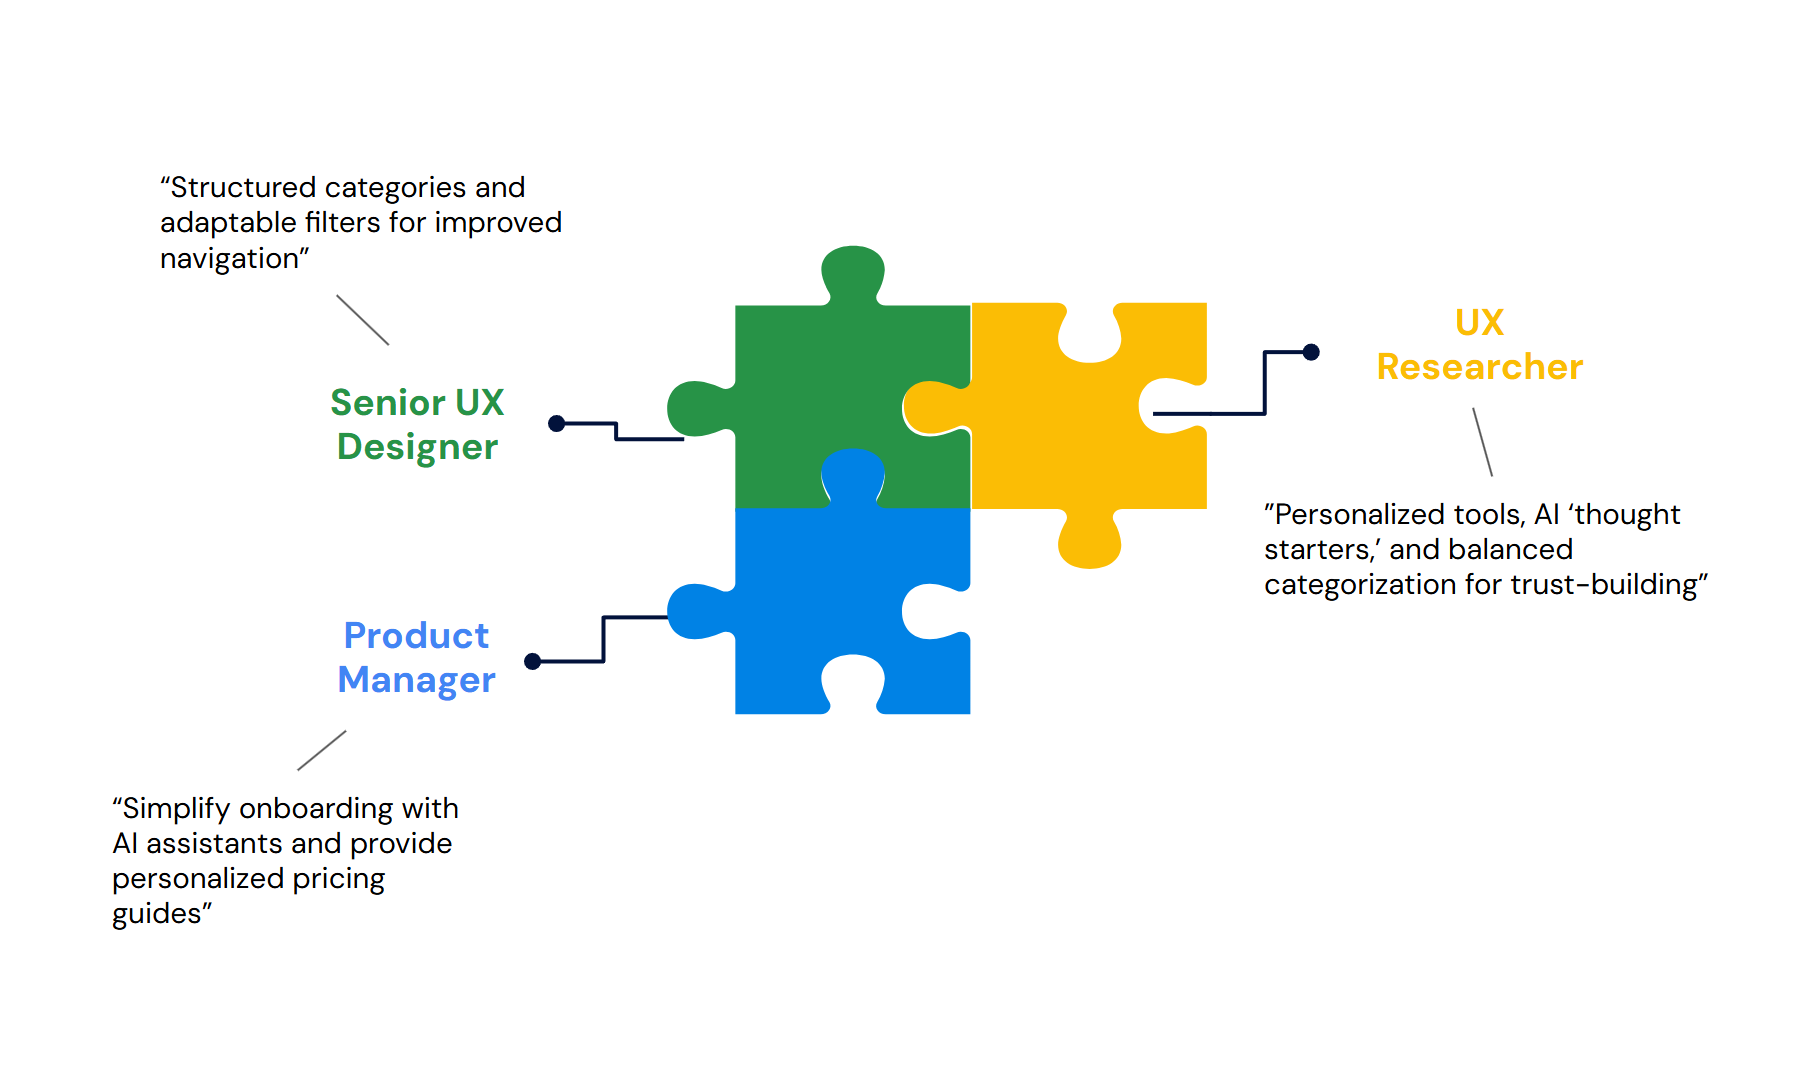 “Structured categories and
adaptable filters for improved
navigation”
Senior UX
Designer
UX
Researcher
”Personalized tools, AI ‘thought
starters,’ and balanced
categorization for trust-building”
Product
Manager
“Simplify onboarding with
AI assistants and provide
personalized pricing
guides”